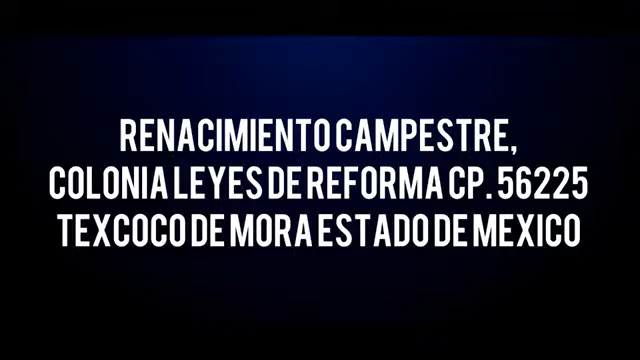 RENACIMIENTO CAMPESTRE,
COLONIA LEYES DE REFORMA CP. 56225
TEXCOCO DE MORA ESTADO DE MEXICO